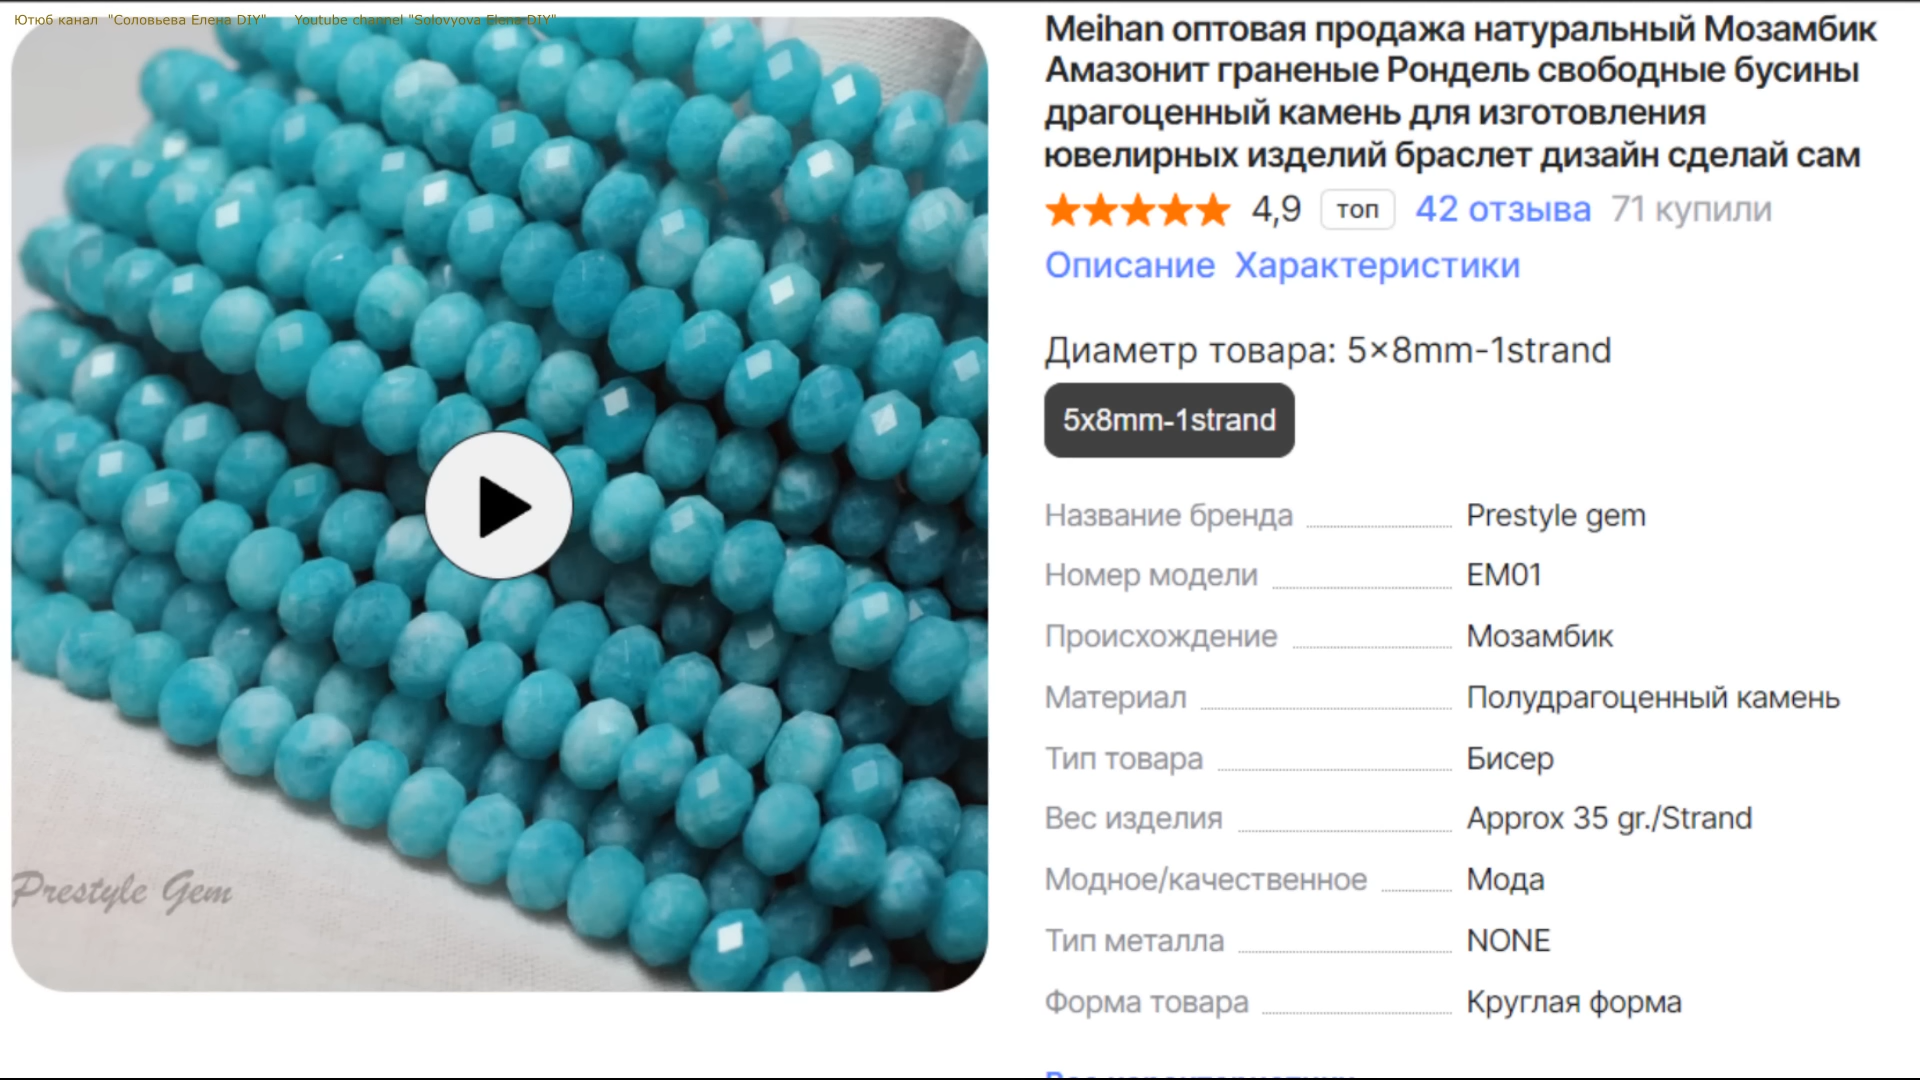 Ютюб канал "Соловьева Елена DIY" Youtube channel "Solovyova Elena DIY"
Meihan оптовая продажа натуральный Мозамбик
Амазонит граненые Рондель свободные бусины
драгоценный камень для изготовления
ювелирных изделий браслет дизайн сделай сам
4,9 топ 42 отзыва 71 купили
Описание Характеристики
Диаметр товара: 5×8mm-1strand
5x8mm-1strand
Название бренда Prestyle gem
Номер модели EM01
Происхождение Мозамбик
Материал Полудрагоценный камень
Тип товара Бисер
Вес изделия Approx 35 gr./Strand
Модное/качественное Мода
Prestyle Gem
Тип металла NONE
Форма товара Круглая форма